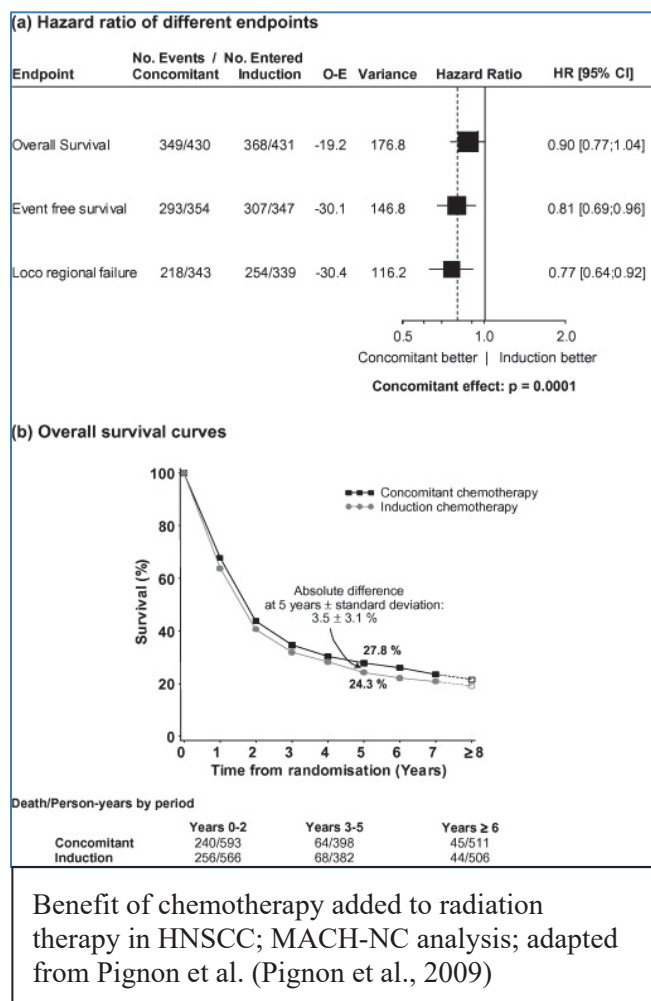 (a) Hazard ratio of different endpoints
No. Events / No. Entered
Endpoint Concomitant Induction O-E Variance Hazard Ratio HR [95% CI]
Overall Survival 349/430 368/431 -19.2 176.8 0.90 [0.77;1.04)
Event free survival 293/354 307/347 -30.1 146.8 0.81 [0.69;0.96]
Loco regional failure 218/343 254/339 -30.4 116.2 0.77 [0.64;0.92]
0.5 1.0 2.0
Concomitant better | Induction better
Concomitant effect: p = 0.0001
(b) Overall survival curves
100
80
60
40
20
0
Survival (%)
Concomitant chemotherapy
Induction chemotherapy
Absolute difference
at 5 years ± standard deviation:
3.5 ± 3.1 %
27.8 %
24.3 %
0 1 2 3 4 5 6 7 ≥8
Time from randomisation (Years)
Death/Person-years by period
Years 0-2 Years 3-5 Years ≥ 6
Concomitant 240/593 64/398 45/511
Induction 256/566 68/382 44/506
Benefit of chemotherapy added to radiation
therapy in HNSCC; MACH-NC analysis; adapted
from Pignon et al. (Pignon et al., 2009)